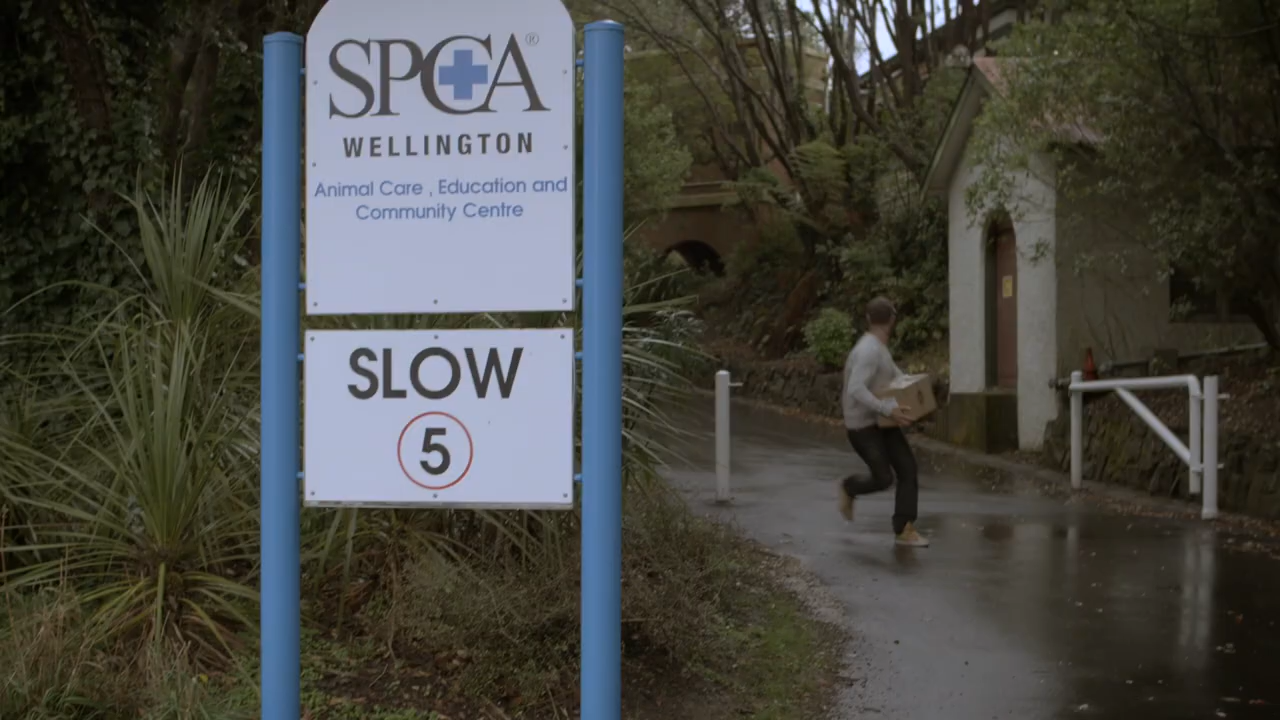 SPCA®
WELLINGTON
Animal Care , Education and
Community Centre
SLOW
5